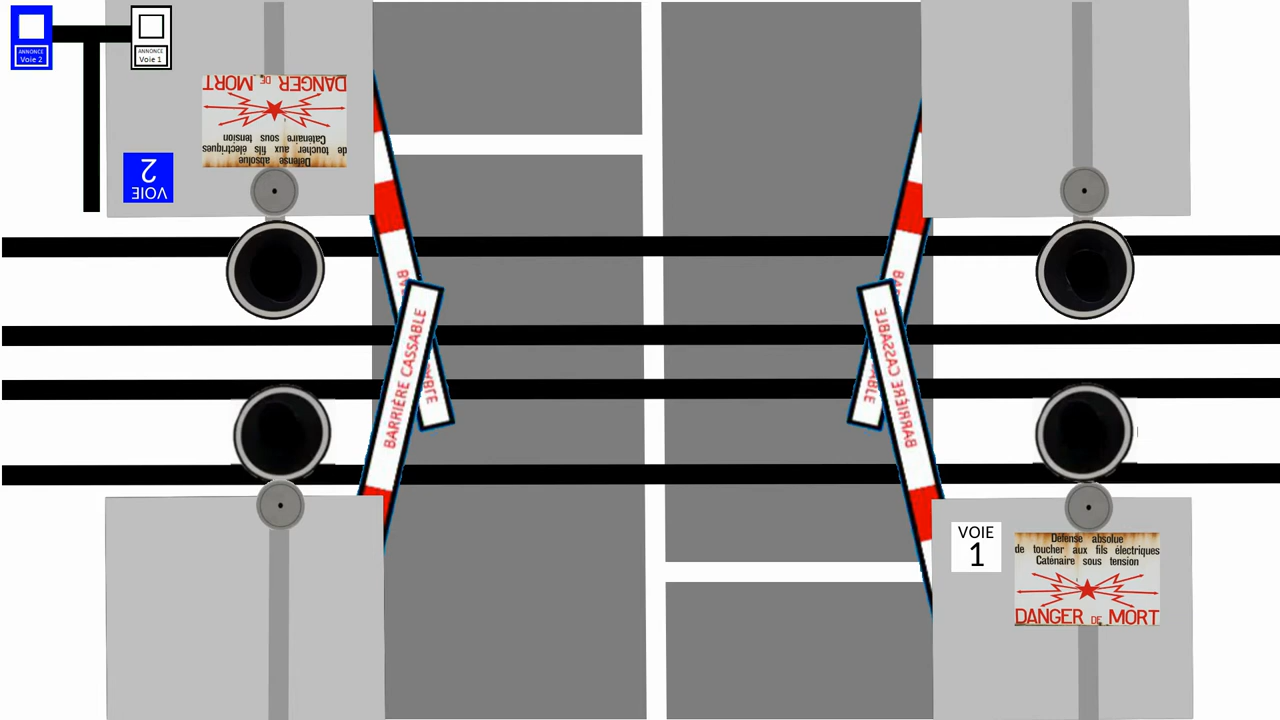 ANNONCE
Voie 2
ANNONCE
Voie 1
Défense absolue
de toucher aux fils électriques
Caténaire sous tension
DANGER DE MORT
VOIE
2
BARRIÈRE CASSABLE
BARRIÈRE CASSABLE
VOIE
1
Défense absolue
de toucher aux fils électriques
Caténaire sous tension
DANGER DE MORT